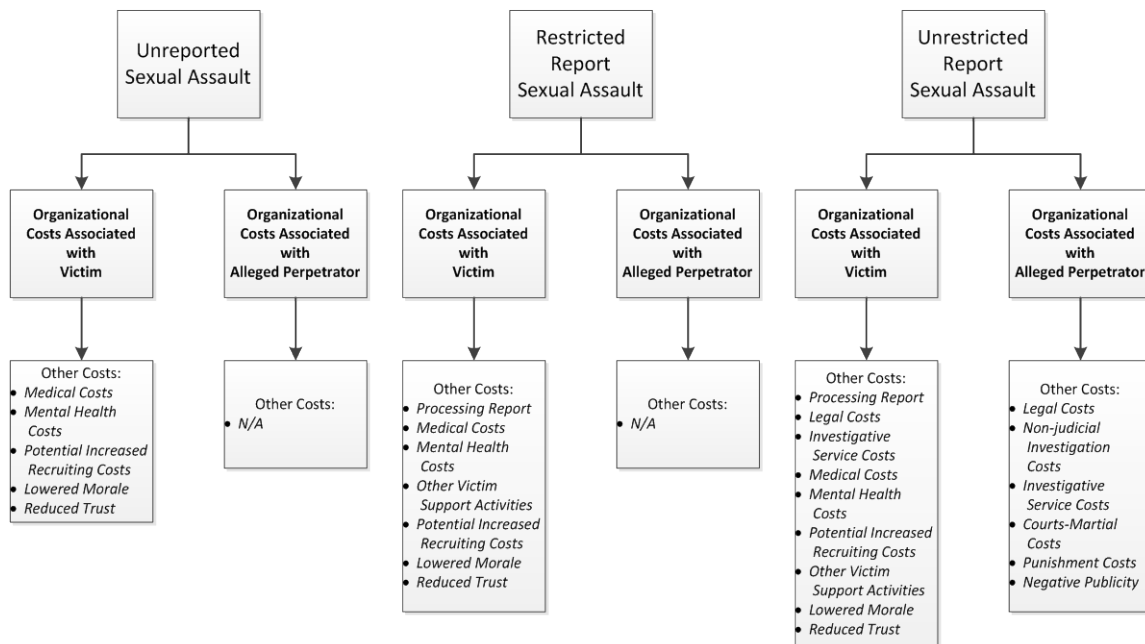 Unreported
Sexual Assault
Restricted
Report
Sexual Assault
Unrestricted
Report
Sexual Assault
Organizational
Costs Associated
with
Victim
Organizational
Costs Associated
with
Alleged Perpetrator
Organizational
Costs Associated
with
Victim
Organizational
Costs Associated
with
Alleged Perpetrator
Organizational
Costs Associated
with
Victim
Organizational
Costs Associated
with
Alleged Perpetrator
Other Costs:
• Medical Costs
• Mental Health
Costs
• Potential Increased
Recruiting Costs
• Lowered Morale
• Reduced Trust
Other Costs:
• N/A
Other Costs:
• Processing Report
• Medical Costs
• Mental Health
Costs
• Other Victim
Support Activities
• Potential Increased
Recruiting Costs
• Lowered Morale
• Reduced Trust
Other Costs:
• N/A
Other Costs:
• Processing Report
• Legal Costs
• Investigative
Service Costs
• Medical Costs
• Mental Health
Costs
• Potential Increased
Recruiting Costs
• Other Victim
Support Activities
• Lowered Morale
• Reduced Trust
Other Costs:
• Legal Costs
• Non-judicial
Investigation
Costs
• Investigative
Service Costs
• Courts-Martial
Costs
• Punishment Costs
• Negative Publicity